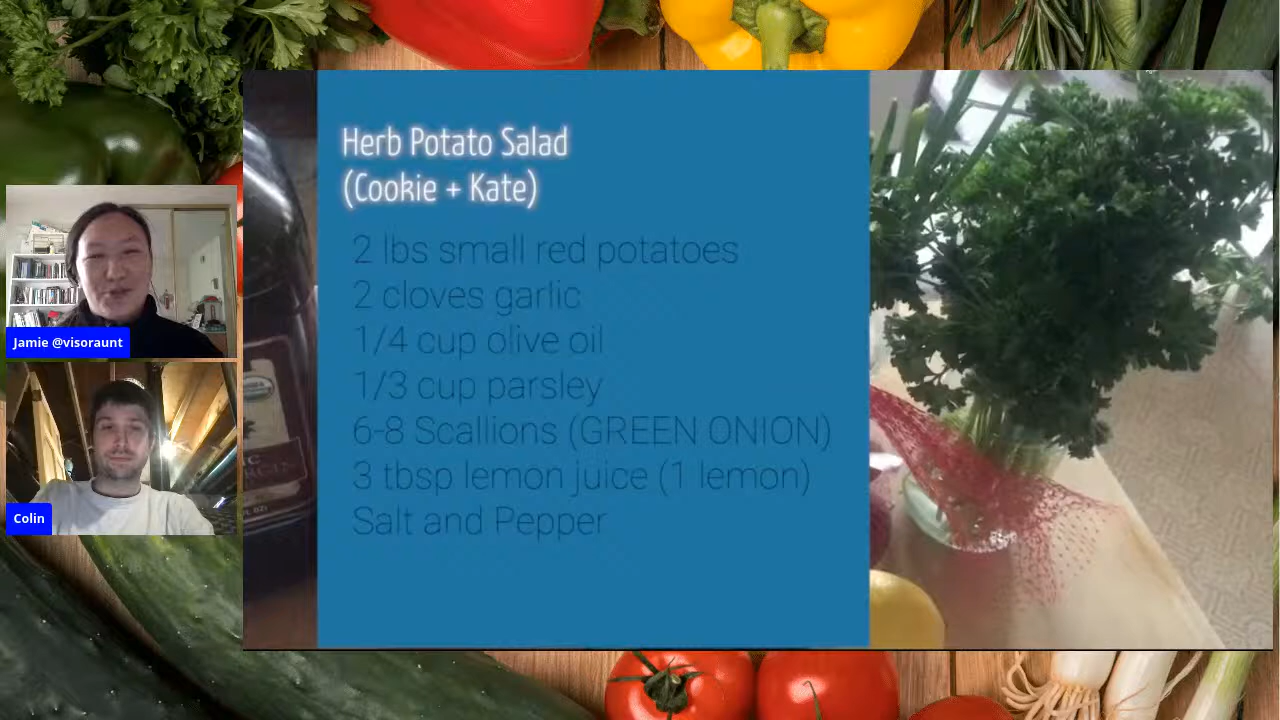 Herb Potato Salad
(Cookie + Kate)
2 lbs small red potatoes
2 cloves garlic
1/4 cup olive oil
1/3 cup parsley
6-8 Scallions (GREEN ONION)
3 tbsp lemon juice (1 lemon)
Salt and Pepper
Jamie @visoraunt
Colin